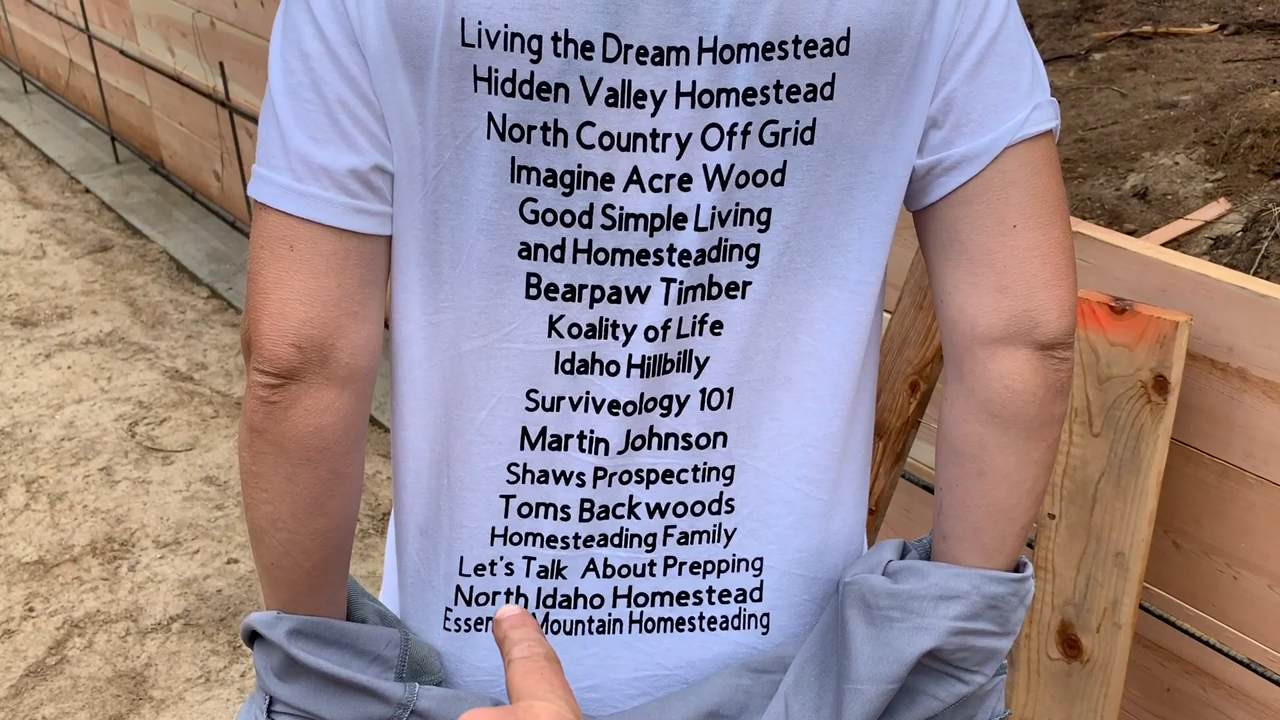 Living the Dream Homestead
Hidden Valley Homestead
North Country Off Grid
Imagine Acre Wood
Good Simple Living
and Homesteading
Bearpaw Timber
Koality of Life
Idaho Hillbilly
Surviveology 101
Martin Johnson
Shaws Prospecting
Toms Backwoods
Homesteading Family
Let's Talk About Prepping
North Idaho Homestead
Mountain Homesteading